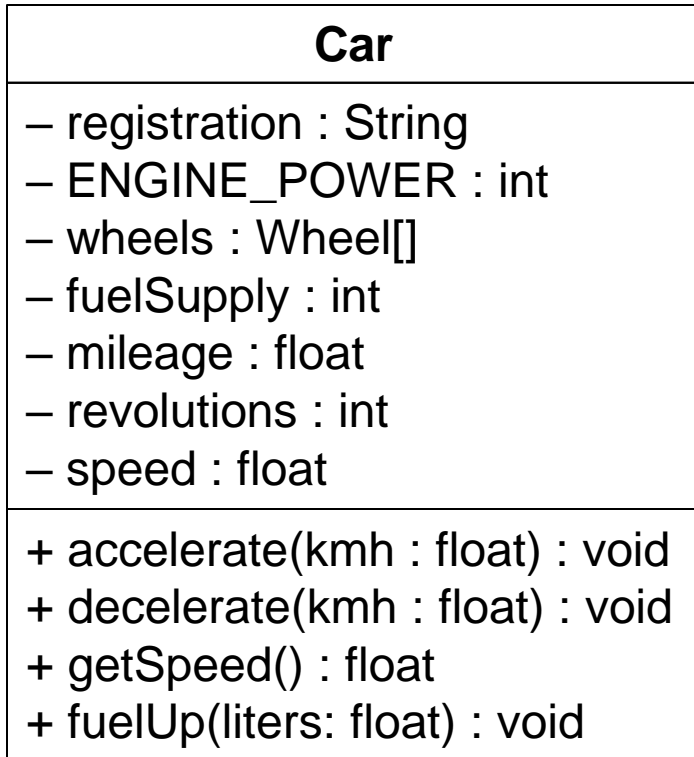 Car
– registration : String
– ENGINE_POWER : int
– wheels : Wheel[]
– fuelSupply : int
– mileage : float
– revolutions : int
– speed : float
+ accelerate(kmh : float) : void
+ decelerate(kmh : float) : void
+ getSpeed() : float
+ fuelUp(liters: float) : void